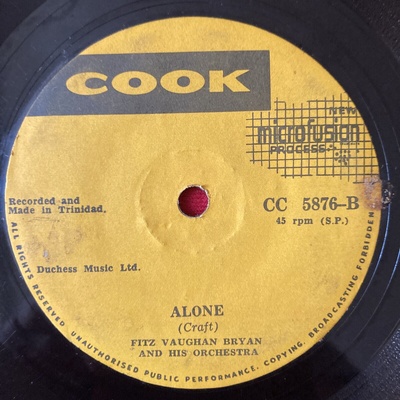 COOK
NEW
microfusion
PROCESS
Recorded and
Made in Trinidad,
CC 5876-B
45 rpm (S.P.)
Duchess Music Ltd.
ALONE
(Craft)
FITZ VAUGHAN BRYAN
AND HIS ORCHESTRA
ALL RIGHTS RESERVED. UNAUTHORISED PUBLIC PERFORMANCE, COPYING, BROADCASTING FORBIDDEN